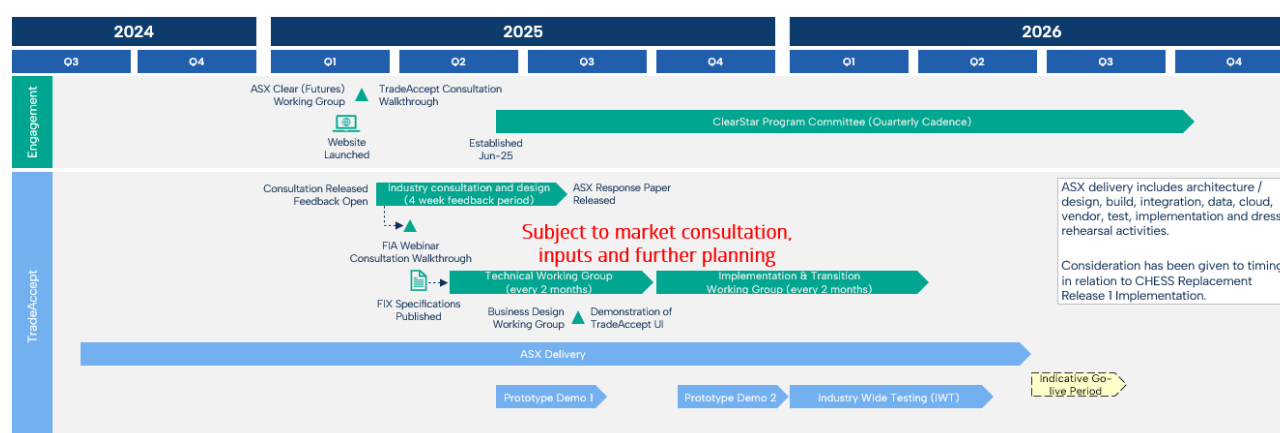 2024
2025
2026
Q3
Q4
Q1
Q2
Q3
Q4
Q1
Q2
Q3
Q4
Engagement
ASX Clear (Futures)
Working Group
TradeAccept Consultation
Walkthrough
Website
Launched
ClearStar Program Committee (Quarterly Cadence)
Established
Jun-25
TradeAccept
Consultation Released
Feedback Open
Industry consultation and design
(4 week feedback period)
ASX Response Paper
Released
FIA Webinar
Consultation Walkthrough
Subject to market consultation,
inputs and further planning
FIX Specifications
Published
Technical Working Group
(every 2 months)
Implementation & Transition
Working Group (every 2 months)
Business Design
Working Group
Demonstration of
TradeAccept UI
ASX Delivery
Prototype Demo 1
Prototype Demo 2
Industry Wide Testing (IWT)
Indicative Go-
live Period
ASX delivery includes architecture /
design, build, integration, data, cloud,
vendor, test, implementation and dress
rehearsal activities.
Consideration has been given to timing
in relation to CHESS Replacement
Release 1 Implementation.